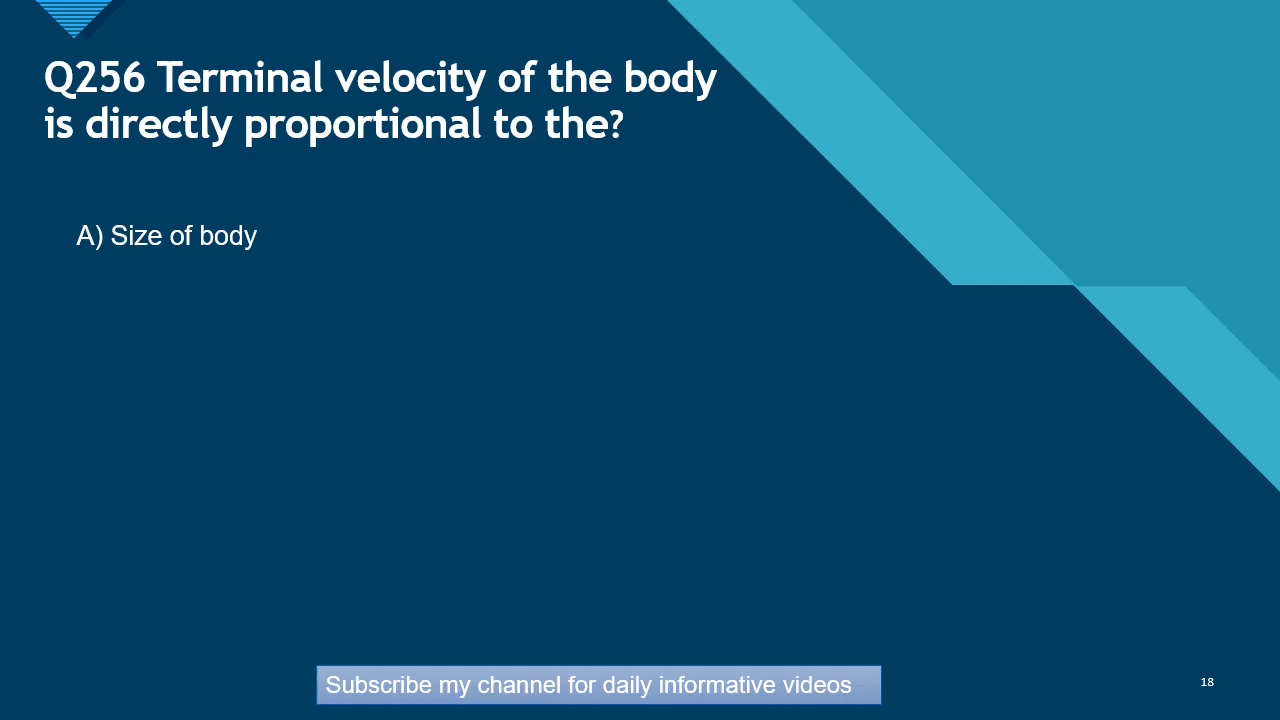 Q256 Terminal velocity of the body
is directly proportional to the?
A) Size of body
Subscribe my channel for daily informative videos
18